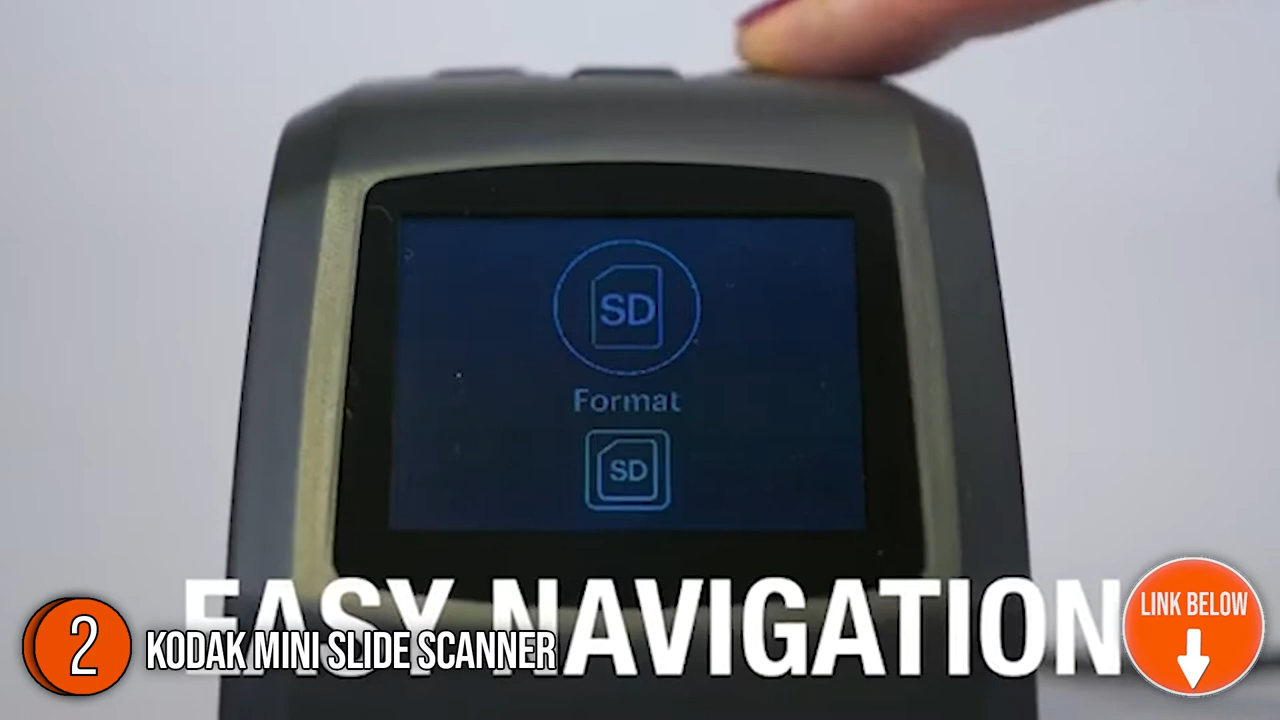 SD
Format
SD
EASY NAVIGATION
2
KODAK MINI SLIDE SCANNER
LINK BELOW